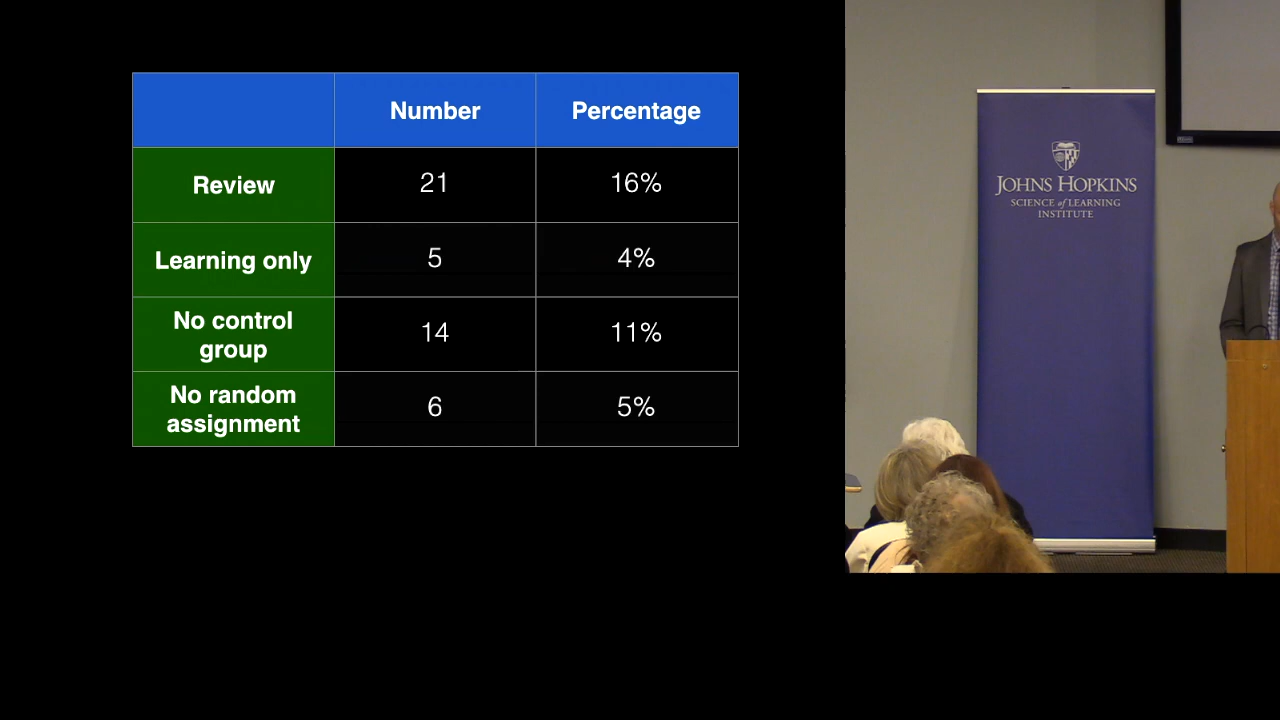 Number Percentage
Review 21 16%
Learning only 5 4%
No control
group 14 11%
No random
assignment 6 5%
JOHNS HOPKINS
SCIENCE of LEARNING
INSTITUTE